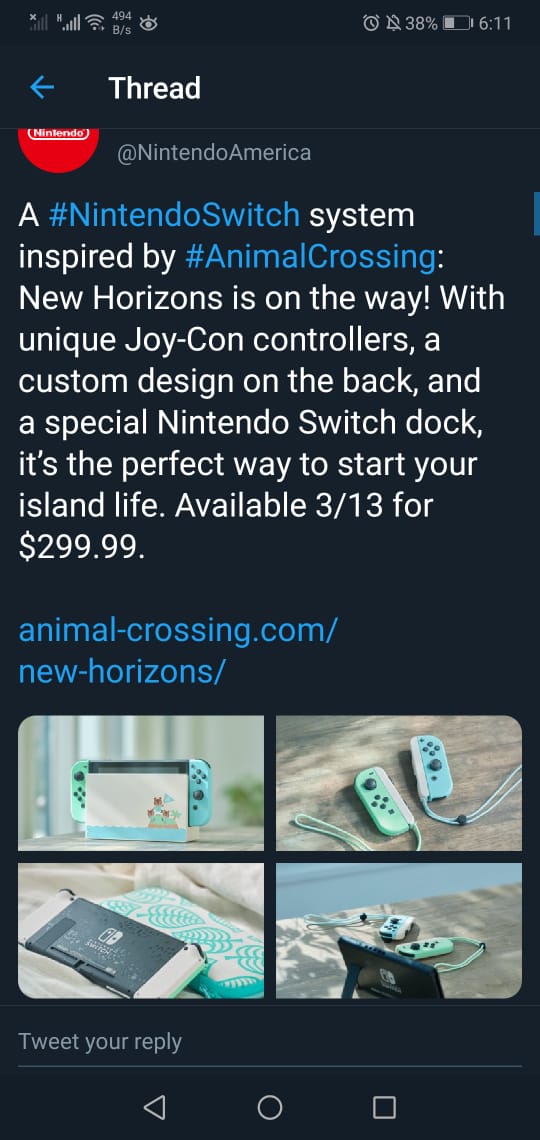 494
B/s
38%
6:11
Thread
Nintendo
@NintendoAmerica
A #NintendoSwitch system
inspired by #AnimalCrossing:
New Horizons is on the way! With
unique Joy-Con controllers, a
custom design on the back, and
a special Nintendo Switch dock,
it’s the perfect way to start your
island life. Available 3/13 for
$299.99.
animal-crossing.com/
new-horizons/
SWITCH
SWITCH
Tweet your reply